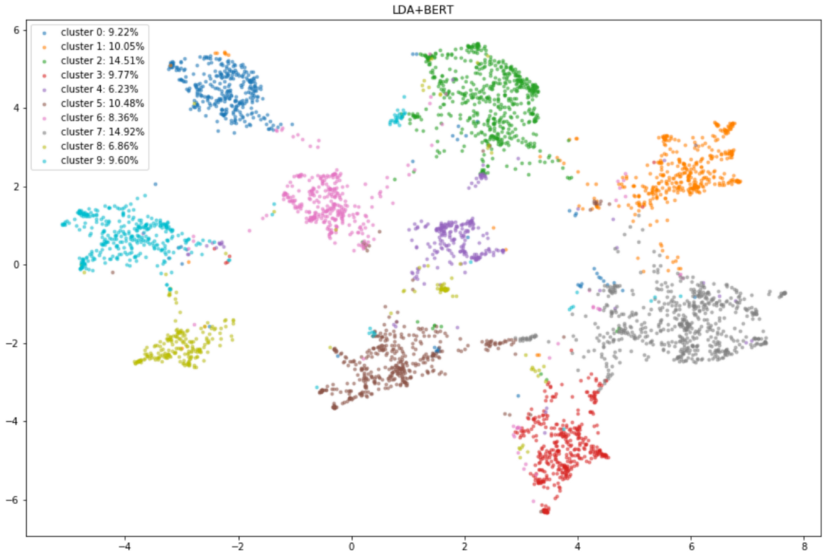 LDA+BERT
cluster 0: 9.22%
cluster 1: 10.05%
cluster 2: 14.51%
cluster 3: 9.77%
cluster 4: 6.23%
cluster 5: 10.48%
cluster 6: 8.36%
cluster 7: 14.92%
cluster 8: 6.86%
cluster 9: 9.60%
6
4
2
0
−2
−4
−6
−4 −2 0 2 4 6 8